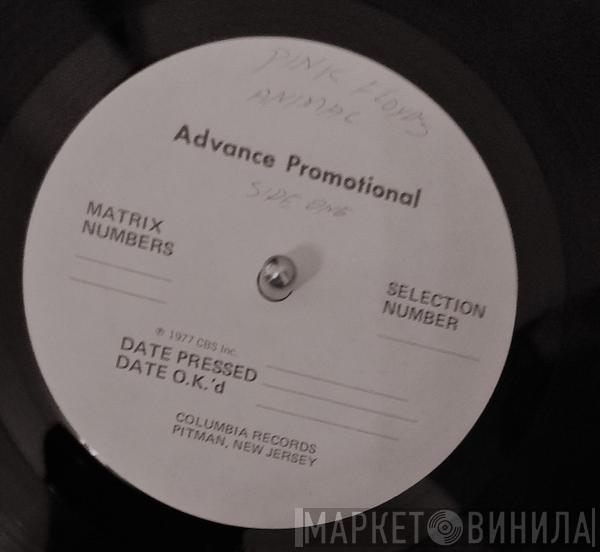 PINK FLOYDS
ANIMAL
Advance Promotional
SIDE ONE
MATRIX
NUMBERS
SELECTION
NUMBER
℗ 1977 CBS Inc.
DATE PRESSED
DATE O.K.'d
COLUMBIA RECORDS
PITMAN, NEW JERSEY
МАРКЕТ ВИНИЛА